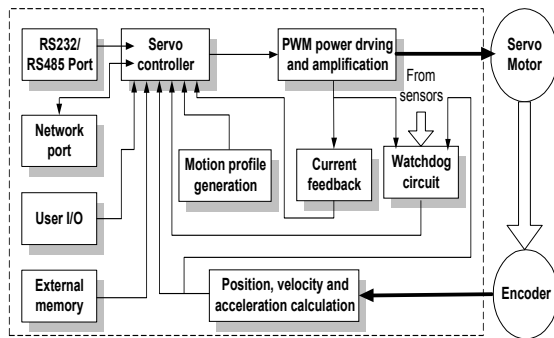 RS232/
RS485 Port
Servo
controller
PWM power drving
and amplification
Servo
Motor
From
sensors
Network
port
Motion profile
generation
Current
feedback
Watchdog
circuit
User I/O
External
memory
Position, velocity and
acceleration calculation
Encoder